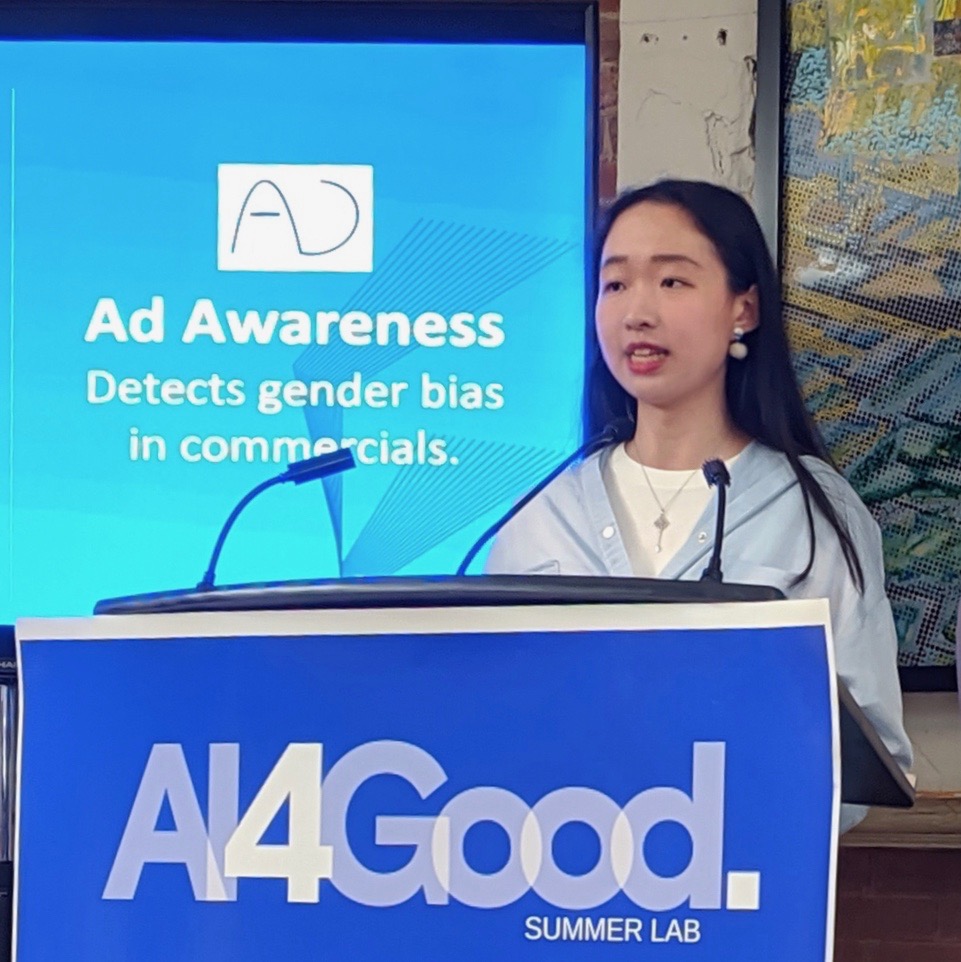 AD
Ad Awareness
Detects gender bias
in commercials.
AI4Good.
SUMMER LAB